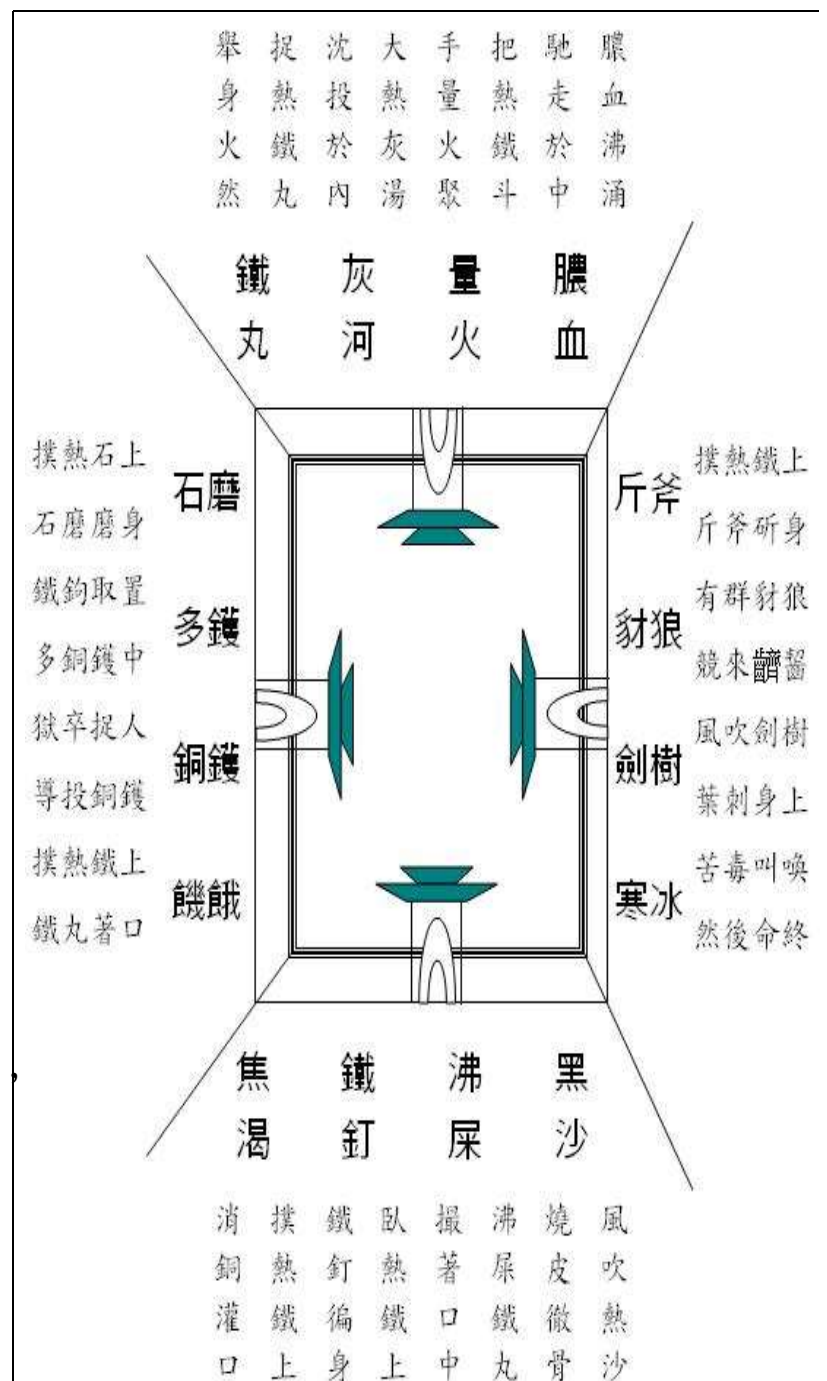 膿血沸涌
馳走於中
把熱鐵斗
手量火聚
大熱灰湯
沈投於內
捉熱鐵丸
舉身火然
膿血
量火
灰河
鐵丸
斤斧
豺狼
劍樹
寒冰
撲熱鐵上
斤斧斫身
有群豺狼
競來齧
風吹劍樹
葉刺身上
苦毒叫喚
然後命終
石磨
多鑊
銅鑊
饑餓
撲熱石上
石磨磨身
鐵鉤取置
多銅鑊中
獄卒捉人
導投銅鑊
撲熱鐵上
鐵丸著口
黑沙
沸屎
鐵釘
焦渴
風吹熱沙
燒皮徹骨
沸屎鐵丸
撮著口中
臥熱鐵上
鐵釘徧身
撲熱鐵上
消銅灌口
,